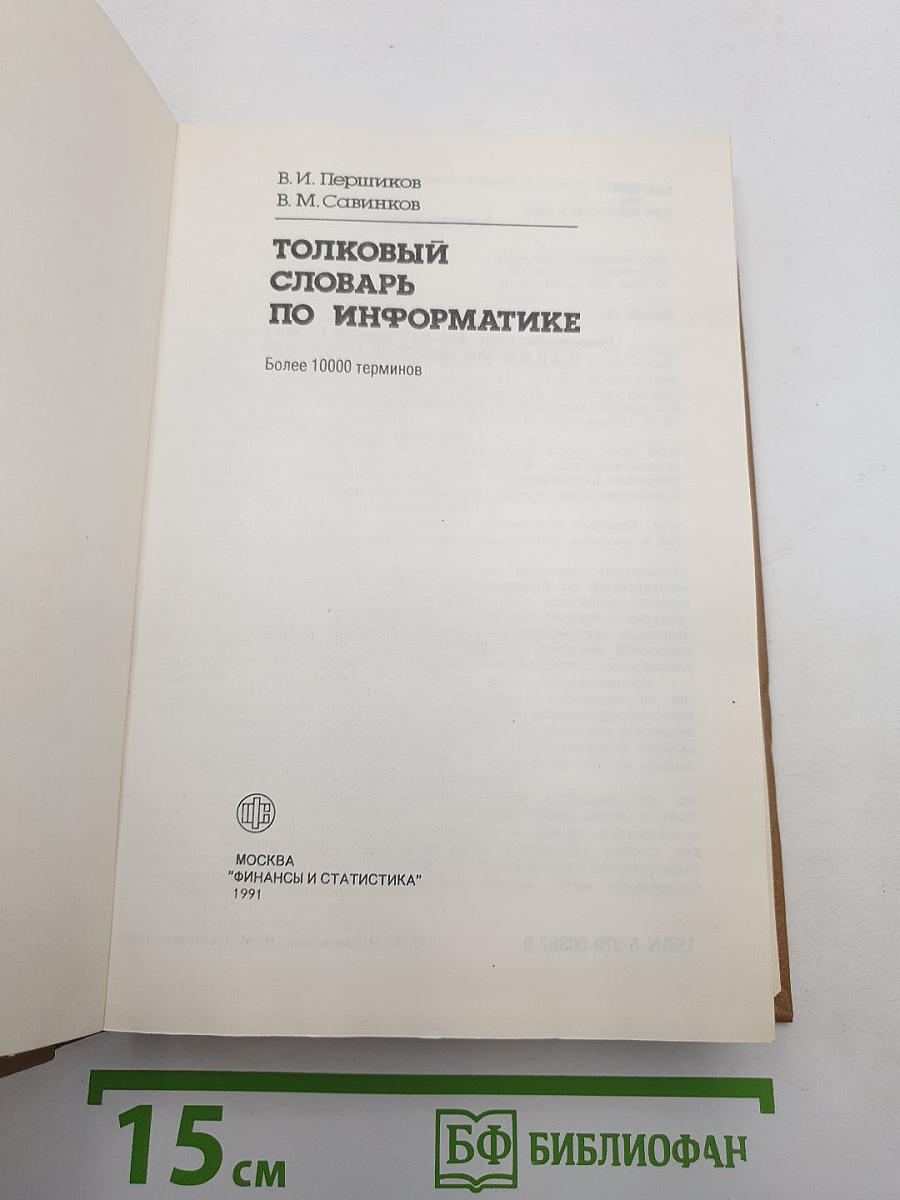 В. И. Першиков
В. М. Савинков
ТОЛКОВЫЙ
СЛОВАРЬ
ПО ИНФОРМАТИКЕ
Более 10000 терминов
МОСКВА
"ФИНАНСЫ И СТАТИСТИКА"
1991
15 см
БФ БИБЛИОФАН